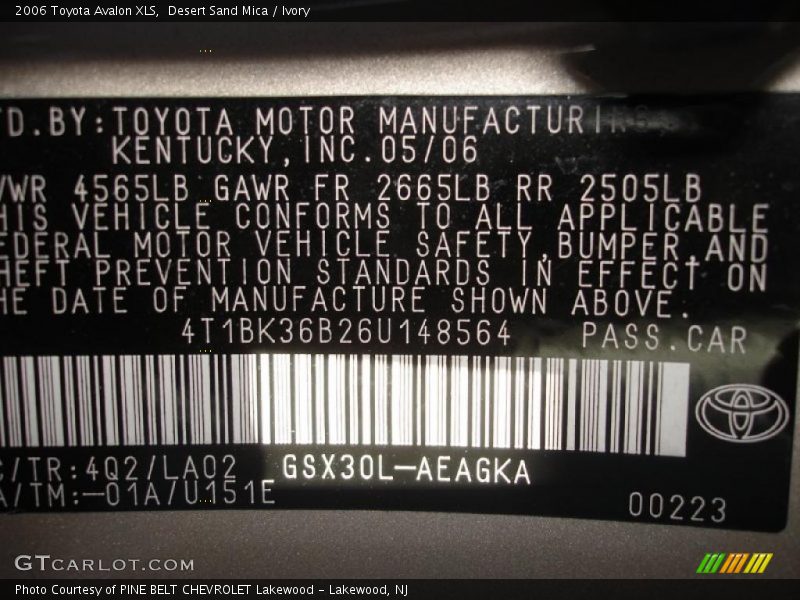 2006 Toyota Avalon XLS,  Desert Sand Mica / Ivory
D.BY:TOYOTA MOTOR MANUFACTURING,
KENTUCKY,INC.05/06
VWR 4565LB GAWR FR 2665LB RR 2505LB
HIS VEHICLE CONFORMS TO ALL APPLICABLE
EDERAL MOTOR VEHICLE SAFETY,BUMPER,AND
HEFT PREVENTION STANDARDS IN EFFECT ON
HE DATE OF MANUFACTURE SHOWN ABOVE.
4T1BK36B26U148564 PASS.CAR
C/TR:4Q2/LA02 GSX30L-AEAGKA
A/TM:-01A/U151E
00223
GTCARLOT.COM
Photo Courtesy of PINE BELT CHEVROLET Lakewood - Lakewood, NJ